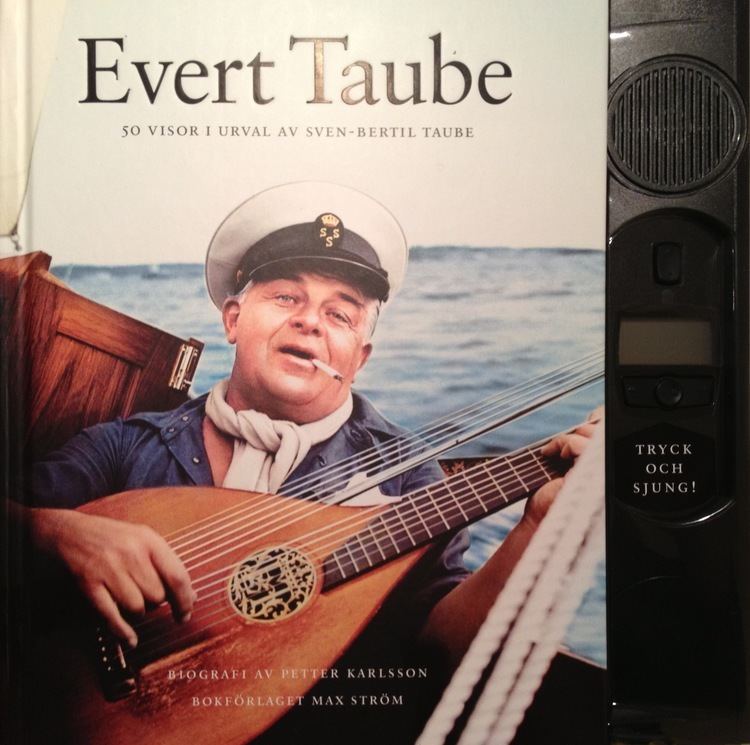 Evert Taube
50 VISOR I URVAL AV SVEN-BERTIL TAUBE
S S
S
TRYCK
OCH
SJUNG!
BIOGRAFI AV PETTER KARLSSON
BOKFÖRLAGET MAX STRÖM